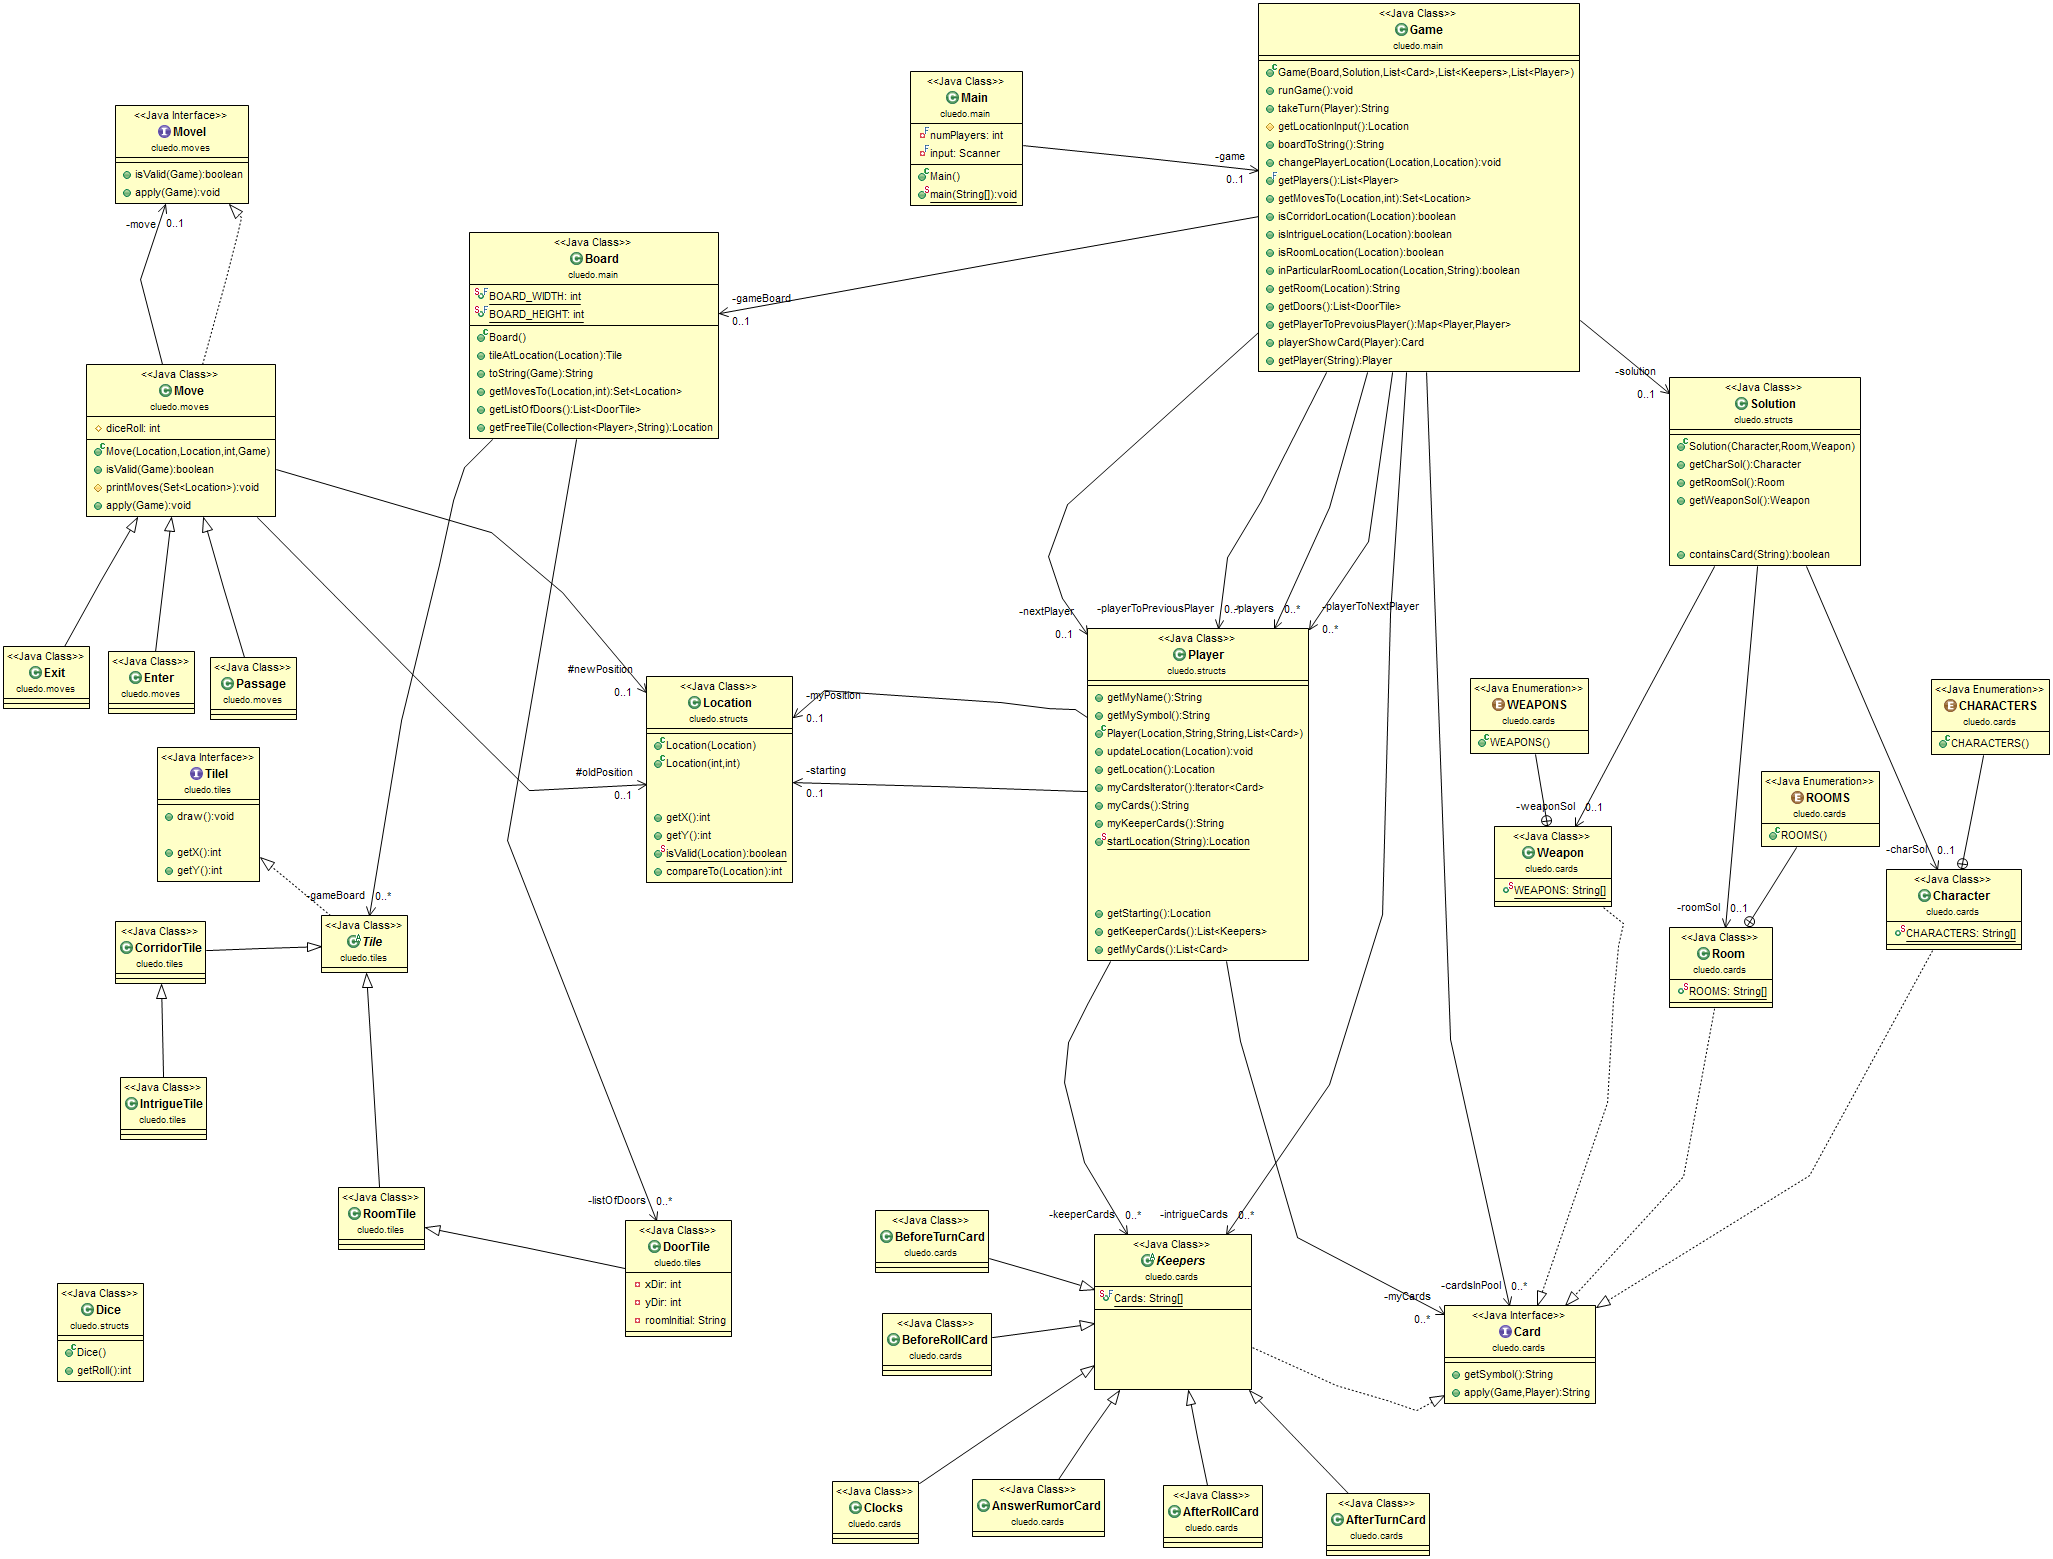 <<Java Class>>
Game
cluedo.main
Game(Board,Solution,List<Card>,List<Keepers>,List<Player>)
runGame():void
takeTurn(Player):String
getLocationInput():Location
boardToString():String
changePlayerLocation(Location,Location):void
getPlayers():List<Player>
getMovesTo(Location,int):Set<Location>
isCorridorLocation(Location):boolean
isIntrigueLocation(Location):boolean
isRoomLocation(Location):boolean
inParticularRoomLocation(Location,String):boolean
getRoom(Location):String
getDoors():List<DoorTile>
getPlayerToPrevoiusPlayer():Map<Player,Player>
playerShowCard(Player):Card
getPlayer(String):Player
<<Java Class>>
Main
cluedo.main
numPlayers: int
input: Scanner
Main()
main(String[]):void
-game
0..1
<<Java Interface>>
MoveI
cluedo.moves
isValid(Game):boolean
apply(Game):void
-move
0..1
<<Java Class>>
Board
cluedo.main
BOARD_WIDTH: int
BOARD_HEIGHT: int
Board()
tileAtLocation(Location):Tile
toString(Game):String
getMovesTo(Location,int):Set<Location>
getListOfDoors():List<DoorTile>
getFreeTile(Collection<Player>,String):Location
-gameBoard
0..1
<<Java Class>>
Move
cluedo.moves
diceRoll: int
Move(Location,Location,int,Game)
isValid(Game):boolean
printMoves(Set<Location>):void
apply(Game):void
-solution
0..1
<<Java Class>>
Solution
cluedo.structs
Solution(Character,Room,Weapon)
getCharSol():Character
getRoomSol():Room
getWeaponSol():Weapon
containsCard(String):boolean
<<Java Class>>
Exit
cluedo.moves
<<Java Class>>
Enter
cluedo.moves
<<Java Class>>
Passage
cluedo.moves
#newPosition
0..1
#oldPosition
0..1
<<Java Class>>
Location
cluedo.structs
Location(Location)
Location(int,int)
getX():int
getY():int
isValid(Location):boolean
compareTo(Location):int
-myPosition
0..1
-starting
0..1
-nextPlayer
0..1
-playerToPreviousPlayer
0..*
-players
0..*
-playerToNextPlayer
0..*
<<Java Class>>
Player
cluedo.structs
getMyName():String
getMySymbol():String
Player(Location,String,String,List<Card>)
updateLocation(Location):void
getLocation():Location
myCardsIterator():Iterator<Card>
myCards():String
myKeeperCards():String
startLocation(String):Location
getStarting():Location
getKeeperCards():List<Keepers>
getMyCards():List<Card>
<<Java Enumeration>>
WEAPONS
cluedo.cards
WEAPONS()
<<Java Enumeration>>
CHARACTERS
cluedo.cards
CHARACTERS()
<<Java Enumeration>>
ROOMS
cluedo.cards
ROOMS()
-weaponSol
0..1
<<Java Class>>
Weapon
cluedo.cards
WEAPONS: String[]
-charSol
0..1
<<Java Class>>
Character
cluedo.cards
CHARACTERS: String[]
-roomSol
0..1
<<Java Class>>
Room
cluedo.cards
ROOMS: String[]
<<Java Interface>>
TileI
cluedo.tiles
draw():void
getX():int
getY():int
-gameBoard
0..*
<<Java Class>>
Tile
cluedo.tiles
<<Java Class>>
CorridorTile
cluedo.tiles
<<Java Class>>
IntrigueTile
cluedo.tiles
<<Java Class>>
RoomTile
cluedo.tiles
-listOfDoors
0..*
<<Java Class>>
DoorTile
cluedo.tiles
xDir: int
yDir: int
roomInitial: String
<<Java Class>>
Dice
cluedo.structs
Dice()
getRoll():int
<<Java Class>>
BeforeTurnCard
cluedo.cards
<<Java Class>>
BeforeRollCard
cluedo.cards
-keeperCards
0..*
-intrigueCards
0..*
<<Java Class>>
Keepers
cluedo.cards
Cards: String[]
-cardsInPool
0..*
-myCards
0..*
<<Java Interface>>
Card
cluedo.cards
getSymbol():String
apply(Game,Player):String
<<Java Class>>
Clocks
cluedo.cards
<<Java Class>>
AnswerRumorCard
cluedo.cards
<<Java Class>>
AfterRollCard
cluedo.cards
<<Java Class>>
AfterTurnCard
cluedo.cards